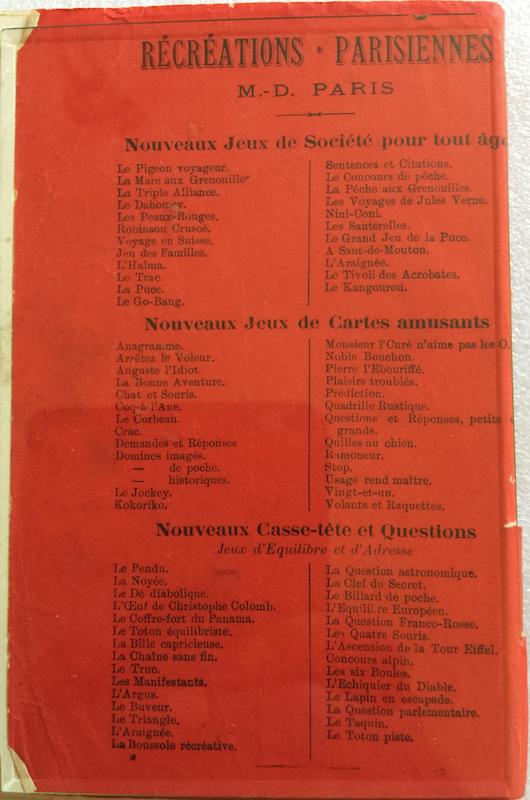 RÉCRÉATIONS • PARISIENNES
M.-D. PARIS
Nouveaux Jeux de Société pour tout âg
Le Pigeon voyageur.
La Mare aux Grenouilles
La Triple Alliance.
Le Dahomey.
Les Peaux-Rouges.
Robinson Crusoé.
Voyage en Suisse.
Jeu des Familles.
L'Halma.
Le Trac.
La Puce.
Le Go-Bang.
Sentences et Citations.
Le Concours de pêche.
La Pêche aux Grenouilles.
Les Voyages de Jules Verne.
Nini-Coni.
Les Sauterelles.
Le Grand Jeu de la Puce.
A Saut-de-Mouton.
L'Araignée.
Le Tivoli des Acrobates.
Le Kangourou.
Nouveaux Jeux de Cartes amusants
Anagramme.
Arrêtez le Voleur.
Auguste l'Idiot
La Bonne Aventure.
Chat et Souris.
Coq-à-l'Ane.
Le Corbeau.
Crac.
Demandes et Réponses
Dominos imagés.
— de poche.
— historiques.
Le Jockey.
Kokoriko.
Monsieur l'Curé n'aime pas les O.
Noble Bouchon.
Pierre l'Ebouriffé.
Plaisirs troublés.
Prédiction.
Quadrille Rustique.
Questions et Réponses, petits
grands.
Quilles au chien.
Ramoneur.
Stop.
Usage rend maître.
Vingt-et-un.
Volants et Raquettes.
Nouveaux Casse-tête et Questions
Jeux d'Equilibre et d'Adresse
Le Pendu.
La Noyée.
Le Dé diabolique.
L'Œuf de Christophe Colomb.
Le Coffre-fort du Panama.
Le Toton équilibriste.
La Bille capricieuse.
La Chaîne sans fin.
Le Truc.
Les Manifestants.
L'Argus.
Le Buveur.
Le Triangle.
L'Araignée.
La Boussole récréative.
La Question astronomique.
La Clef du Secret.
Le Billard de poche.
L'Equilibre Européen.
La Question Franco-Russe.
Les Quatre Souris.
L'Ascension de la Tour Eiffel.
Concours alpin.
Les six Boules.
L'Echiquier du Diable.
Le Lapin en escapade.
La Question parlementaire.
Le Taquin.
Le Toton piste.